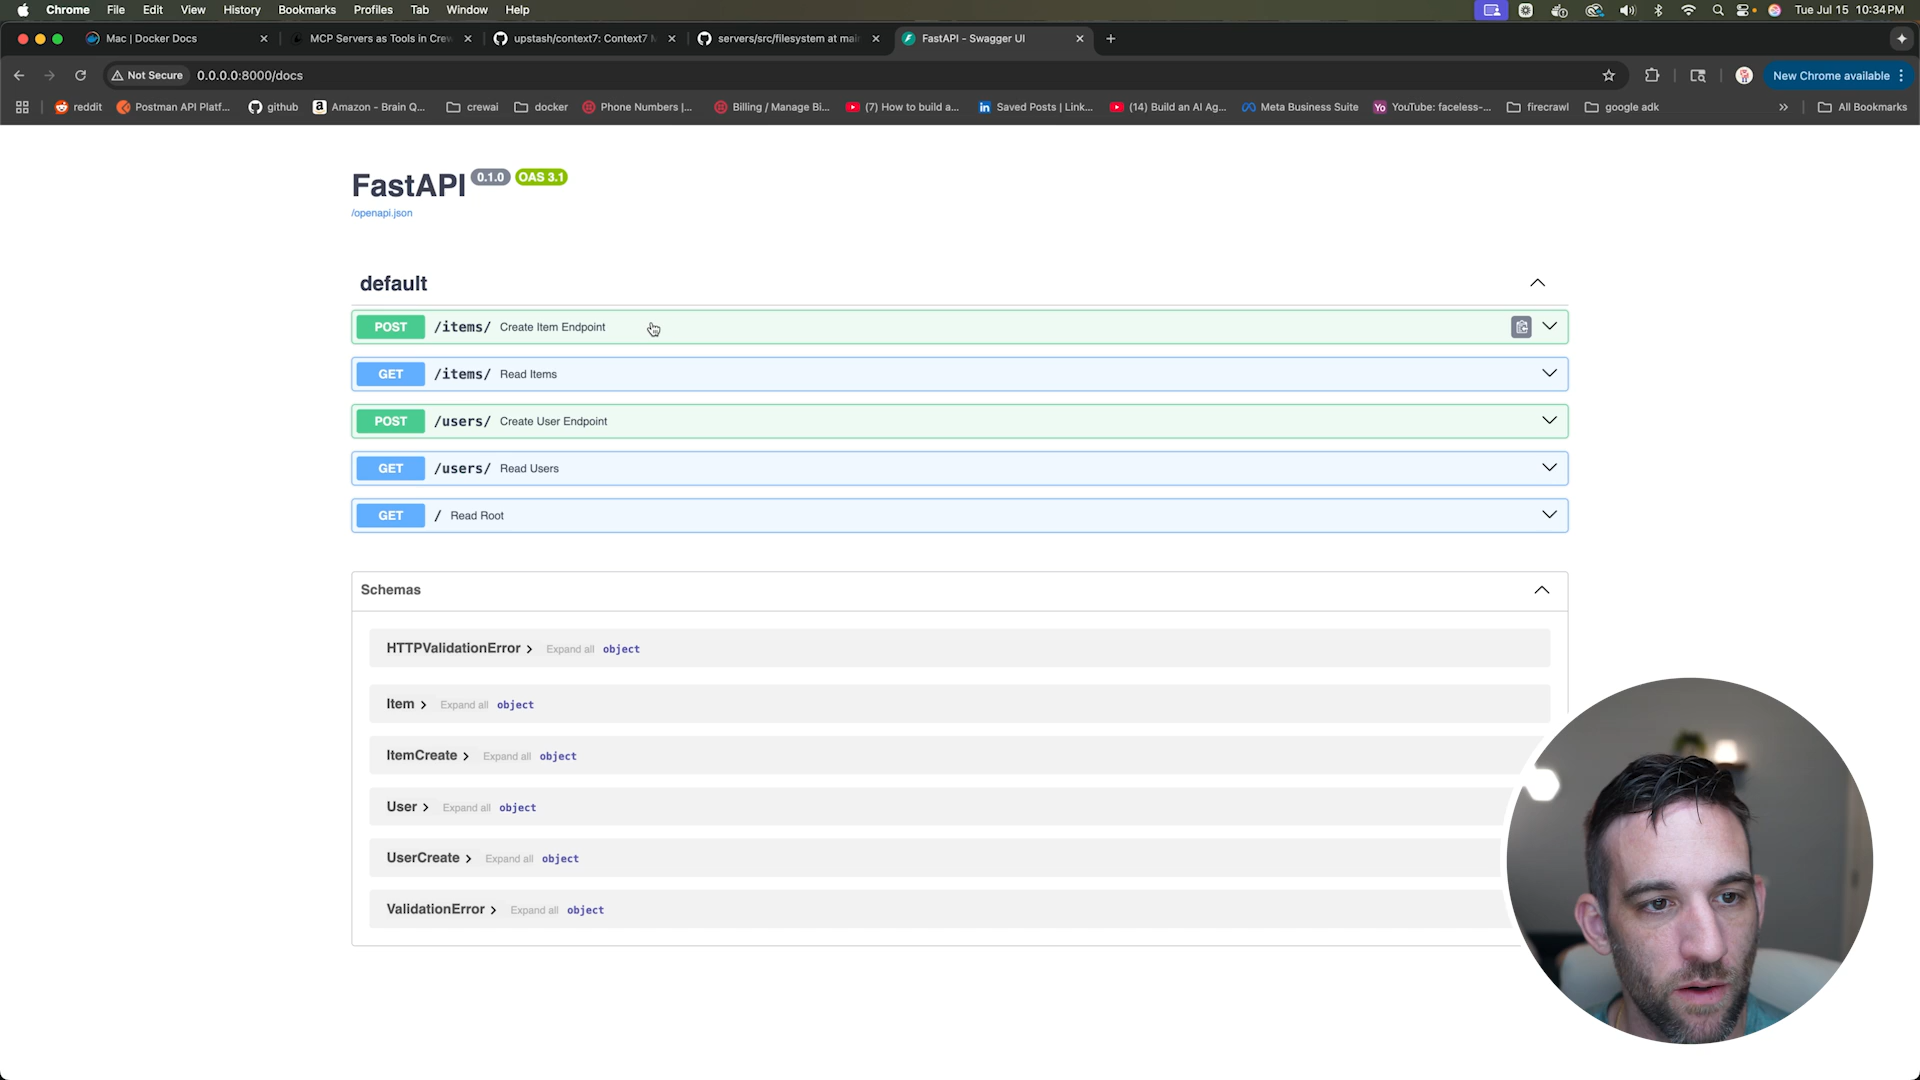 Chrome File Edit View History Bookmarks Profiles Tab Window Help Tue Jul 15 10:34PM
Mac | Docker Docs MCP Servers as Tools in Crew upstash/context7: Context7 M servers/src/filesystem at main FastAPI - Swagger UI
Not Secure 0.0.0.0:8000/docs New Chrome available
reddit Postman API Platf... github Amazon - Brain Q... crewai docker Phone Numbers |... Billing / Manage Bi... (7) How to build a... Saved Posts | Link... (14) Build an AI Ag... Meta Business Suite YouTube: faceless-... firecrawl google adk All Bookmarks
FastAPI 0.1.0 OAS 3.1
/openapi.json
default
POST /items/ Create Item Endpoint
GET /items/ Read Items
POST /users/ Create User Endpoint
GET /users/ Read Users
GET / Read Root
Schemas
HTTPValidationError Expand all object
Item Expand all object
ItemCreate Expand all object
User Expand all object
UserCreate Expand all object
ValidationError Expand all object